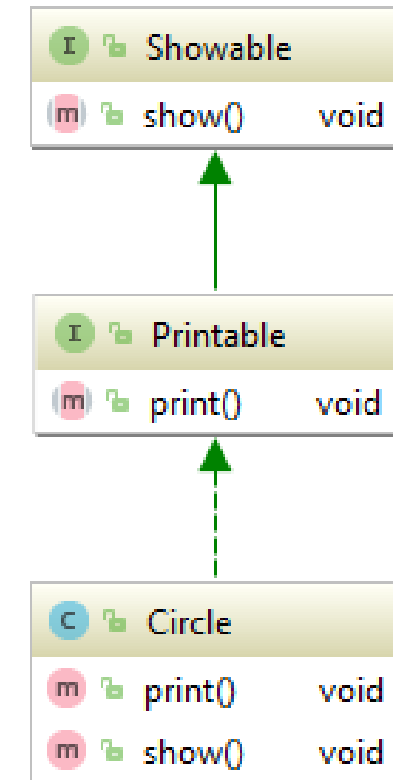 I Showable
m show() void
I Printable
m print() void
C Circle
m print() void
m show() void